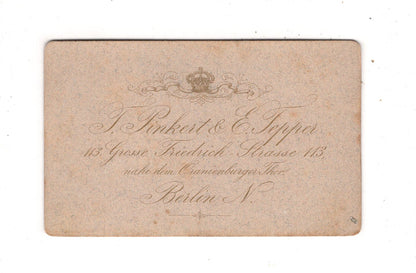 T. Pinkert & E. Topper
113, Grosse Friedrich-Strasse 113,
nahe dem Oranienburger Thor.
Berlin N.